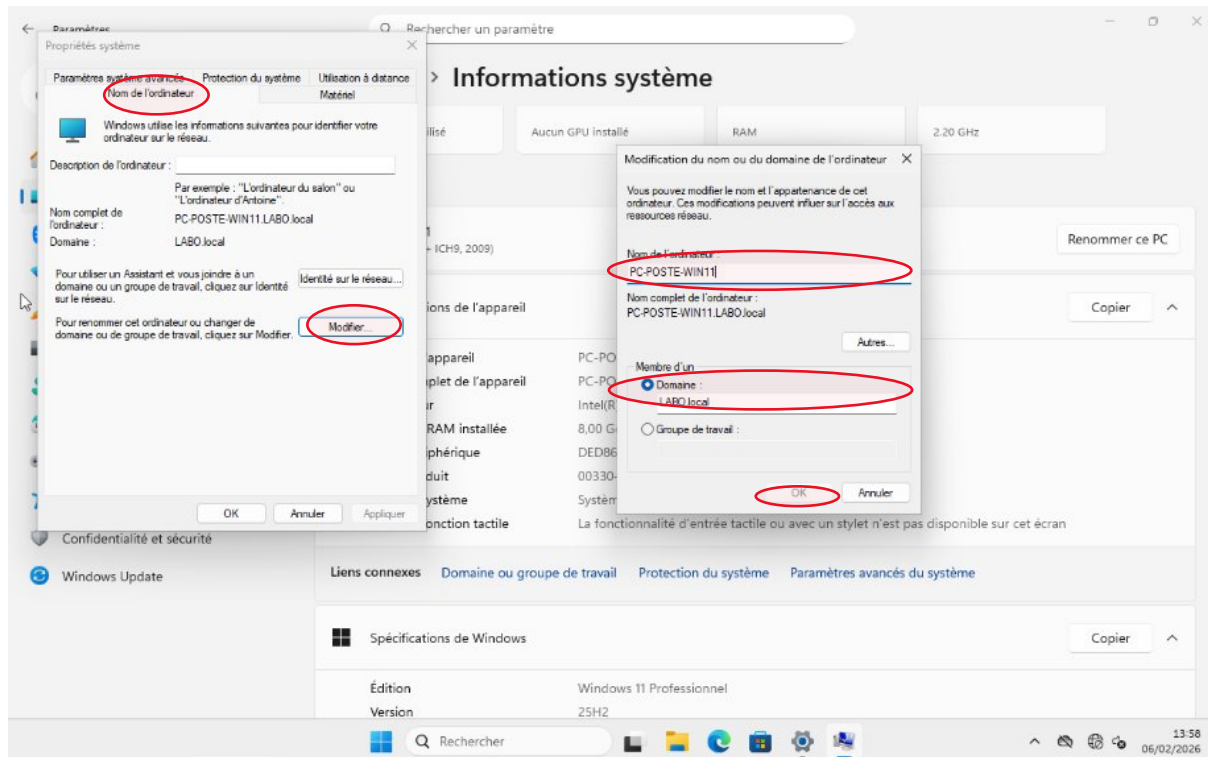 Paramètres
Rechercher un paramètre
Propriétés système
Paramètres système avancés
Protection du système
Utilisation à distance
Nom de l'ordinateur
Matériel
Windows utilise les informations suivantes pour identifier votre
ordinateur sur le réseau.
Description de l'ordinateur :
Par exemple : "L'ordinateur du salon" ou
"L'ordinateur d'Antoine".
Nom complet de
l'ordinateur :
PC-POSTE-WIN11.LABO.local
Domaine :
LABO.local
Pour utiliser un Assistant et vous joindre à un
domaine ou un groupe de travail, cliquez sur Identité
sur le réseau.
Identité sur le réseau...
Pour renommer cet ordinateur ou changer de
domaine ou de groupe de travail, cliquez sur Modifier.
Modifier...
OK
Annuler
Appliquer
Confidentialité et sécurité
Windows Update
> Informations système
ilisé
Aucun GPU installé
RAM
2.20 GHz
1
+ ICH9, 2009)
Renommer ce PC
ions de l'appareil
Copier
appareil
PC-PO
plet de l'appareil
PC-PO
ur
Intel(R
RAM installée
8,00 G
iphérique
DED86
duit
00330-
ystème
Systèm
onction tactile
La fonctionnalité d'entrée tactile ou avec un stylet n'est pas disponible sur cet écran
Modification du nom ou du domaine de l'ordinateur
Vous pouvez modifier le nom et l'appartenance de cet
ordinateur. Ces modifications peuvent influer sur l'accès aux
ressources réseau.
Nom de l'ordinateur :
PC-POSTE-WIN11
Nom complet de l'ordinateur :
PC-POSTE-WIN11.LABO.local
Autres...
Membre d'un
Domaine :
LABO.local
Groupe de travail :
OK
Annuler
Liens connexes
Domaine ou groupe de travail
Protection du système
Paramètres avancés du système
Spécifications de Windows
Copier
Édition
Windows 11 Professionnel
Version
25H2
Rechercher
13:58
06/02/2026